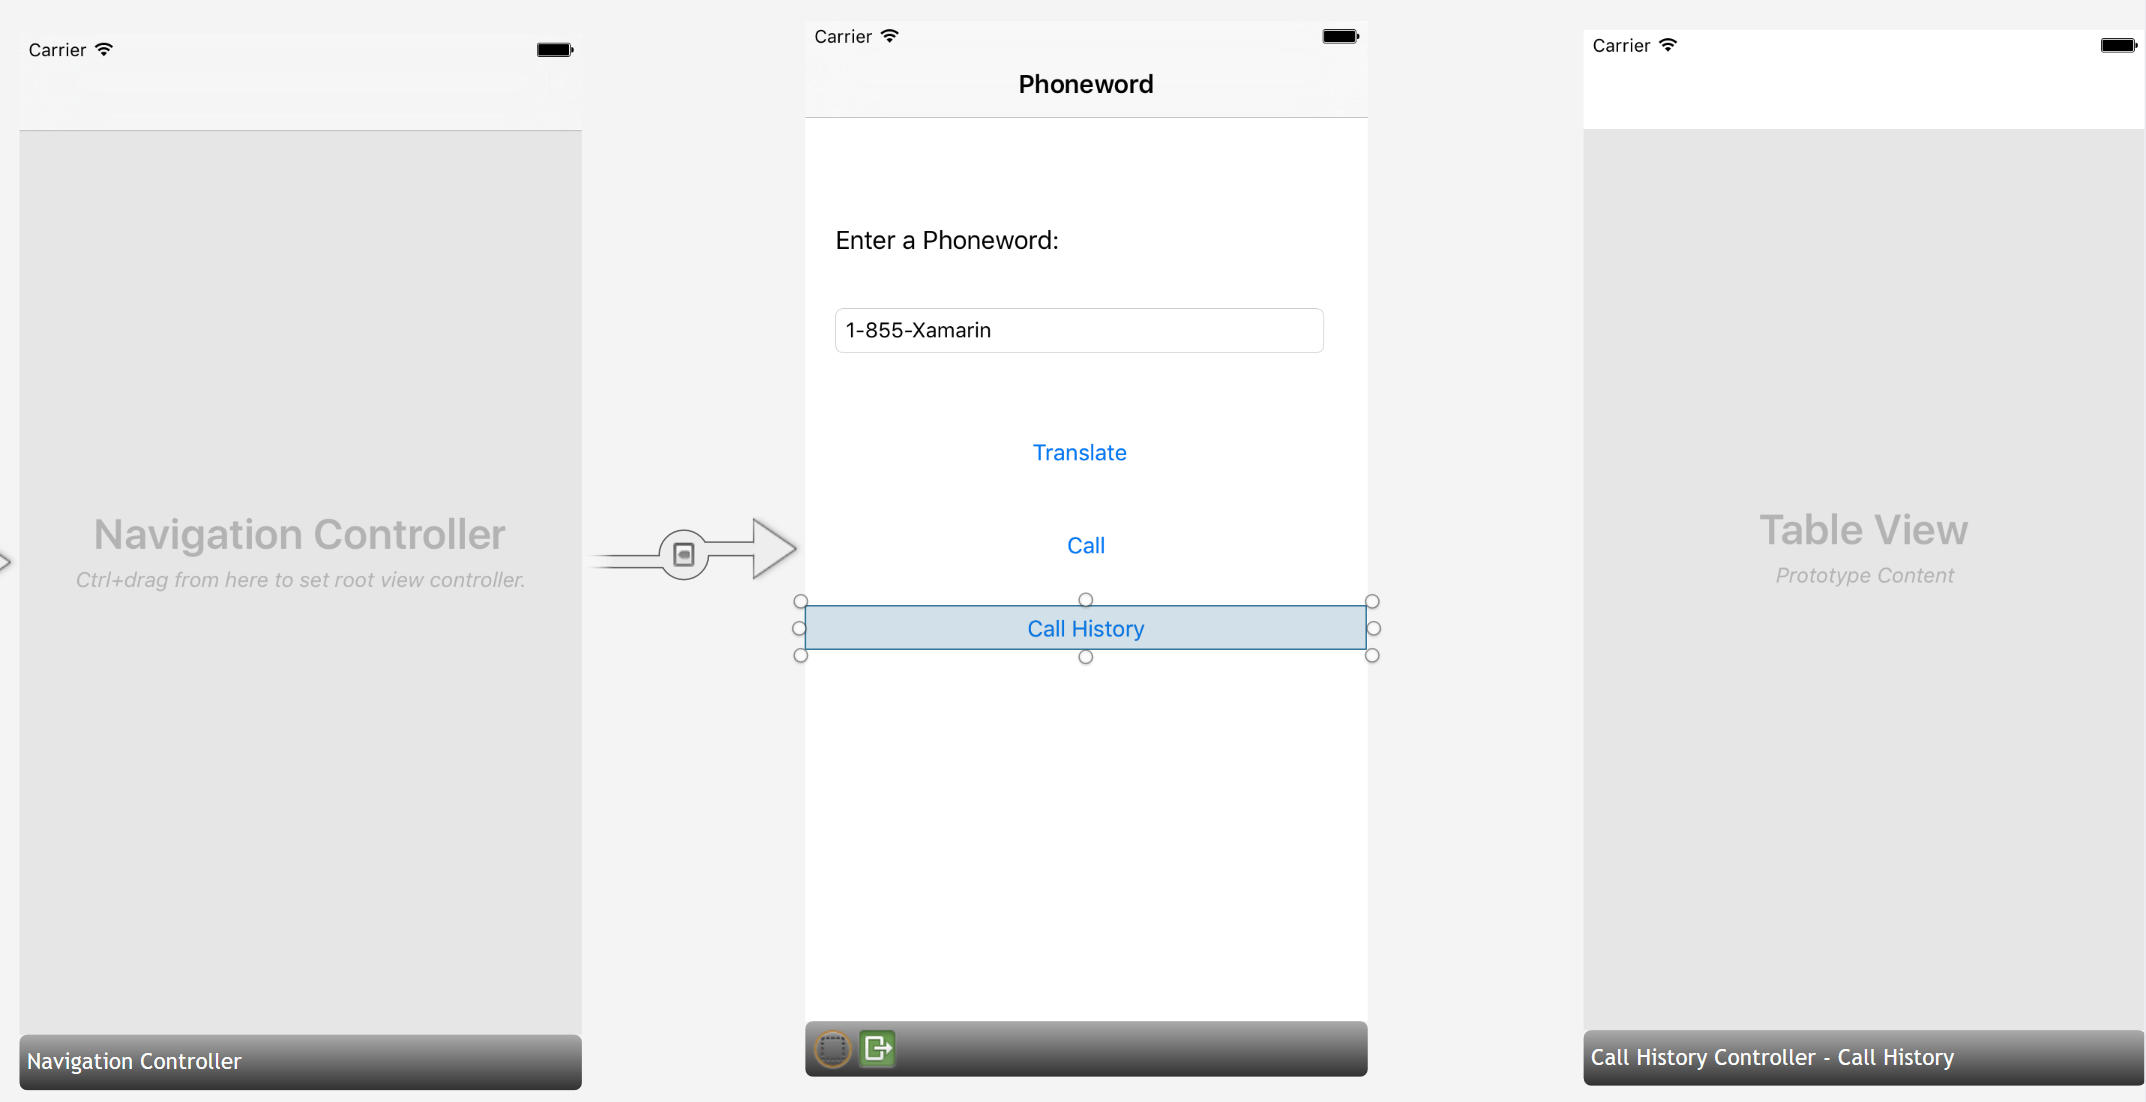 Carrier
Navigation Controller
Ctrl+drag from here to set root view controller.
Navigation Controller
Carrier
Phoneword
Enter a Phoneword:
1-855-Xamarin
Translate
Call
Call History
Carrier
Table View
Prototype Content
Call History Controller - Call History